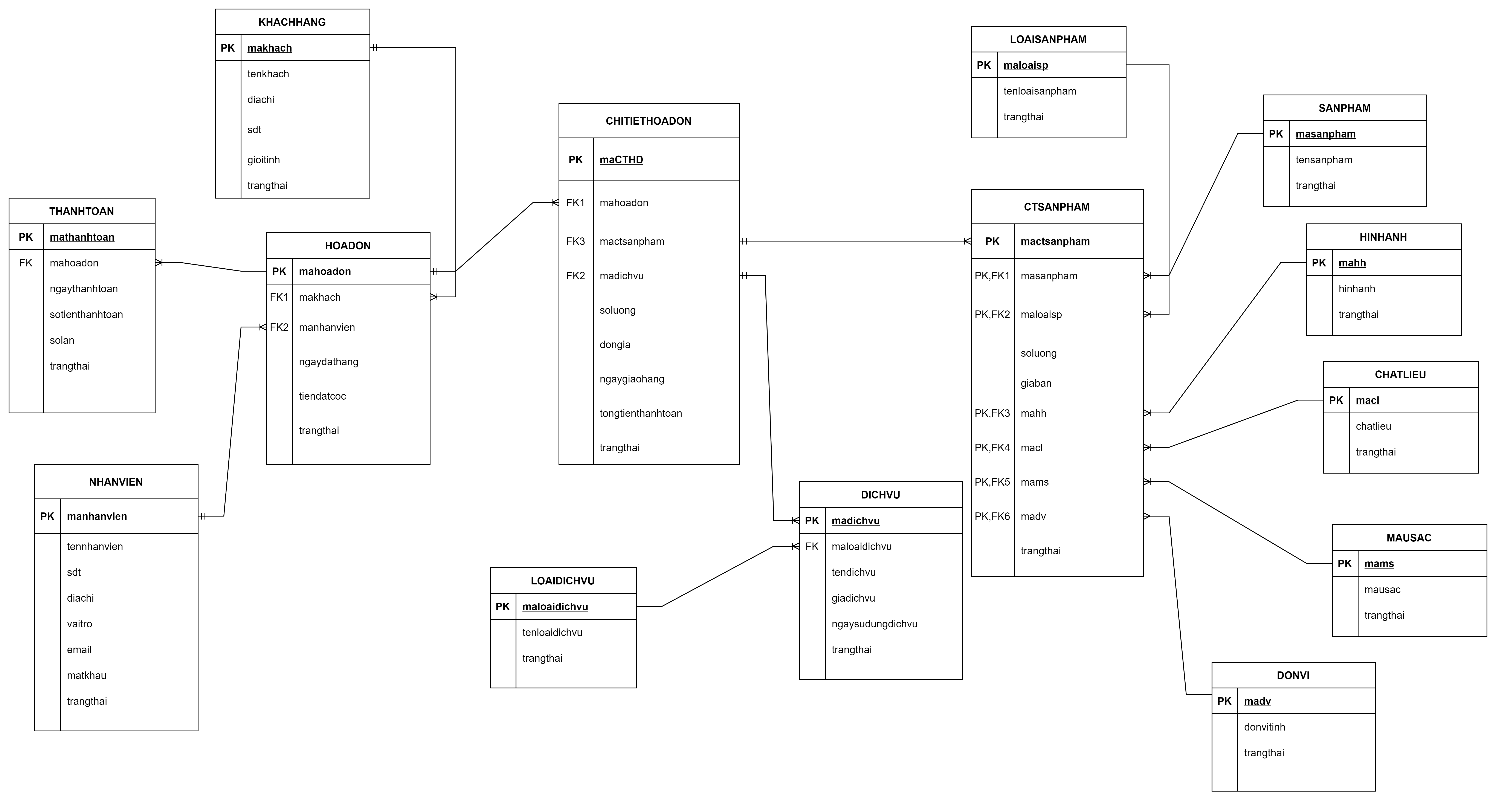 KHACHHANG
PK makhach
tenkhach
diachi
sdt
gioitinh
trangthai
THANHTOAN
PK mathanhtoan
FK mahoadon
ngaythanhtoan
sotienthanhtoan
solan
trangthai
HOADON
PK mahoadon
FK1 makhach
FK2 manhanvien
ngaydathang
tiendatcoc
trangthai
NHANVIEN
PK manhanvien
tennhanvien
sdt
diachi
vaitro
email
matkhau
trangthai
CHITIETHOADON
PK maCTHD
FK1 mahoadon
FK3 mactsanpham
FK2 madichvu
soluong
dongia
ngaygiaohang
tongtienthanhtoan
trangthai
LOAIDICHVU
PK maloaidichvu
tenloaidichvu
trangthai
DICHVU
PK madichvu
FK maloaidichvu
tendichvu
giadichvu
ngaysudungdichvu
trangthai
LOAISANPHAM
PK maloaisp
tenloaisanpham
trangthai
CTSANPHAM
PK mactsanpham
PK,FK1 masanpham
PK,FK2 maloaisp
soluong
giaban
PK,FK3 mahh
PK,FK4 macl
PK,FK5 mams
PK,FK6 madv
trangthai
SANPHAM
PK masanpham
tensanpham
trangthai
HINHANH
PK mahh
hinhanh
trangthai
CHATLIEU
PK macl
chatlieu
trangthai
MAUSAC
PK mams
mausac
trangthai
DONVI
PK madv
donvitinh
trangthai